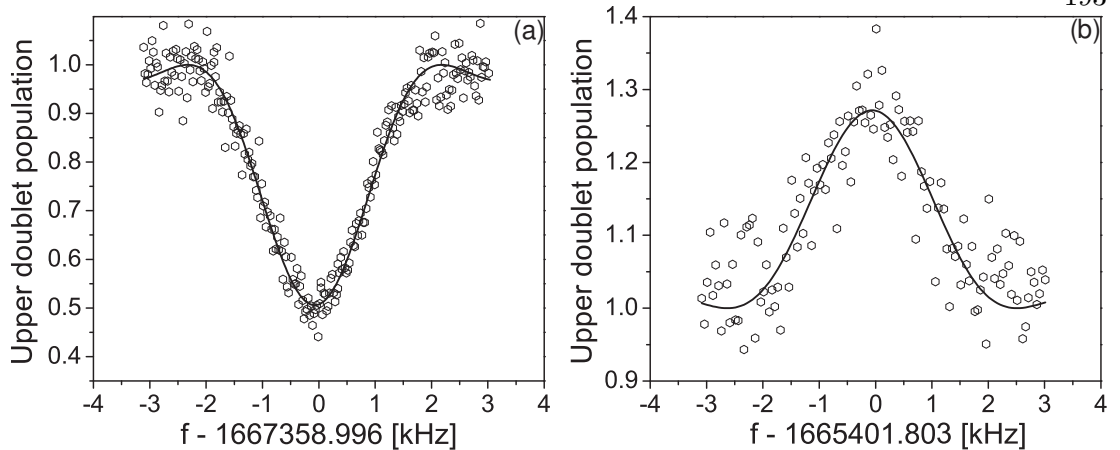 (a)
Upper doublet population
1.0
0.9
0.8
0.7
0.6
0.5
0.4
-4 -3 -2 -1 0 1 2 3 4
f - 1667358.996 [kHz]
(b)
Upper doublet population
1.4
1.3
1.2
1.1
1.0
0.9
-4 -3 -2 -1 0 1 2 3 4
f - 1665401.803 [kHz]